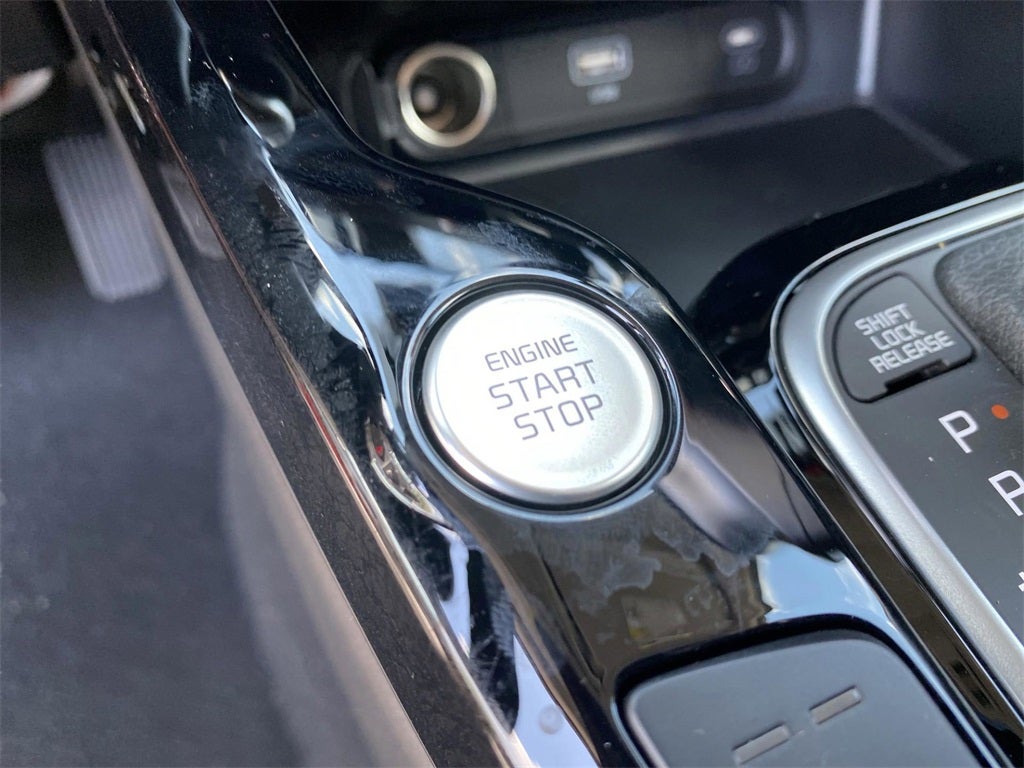 ENGINE
START
STOP
SHIFT
LOCK
RELEASE
P
P